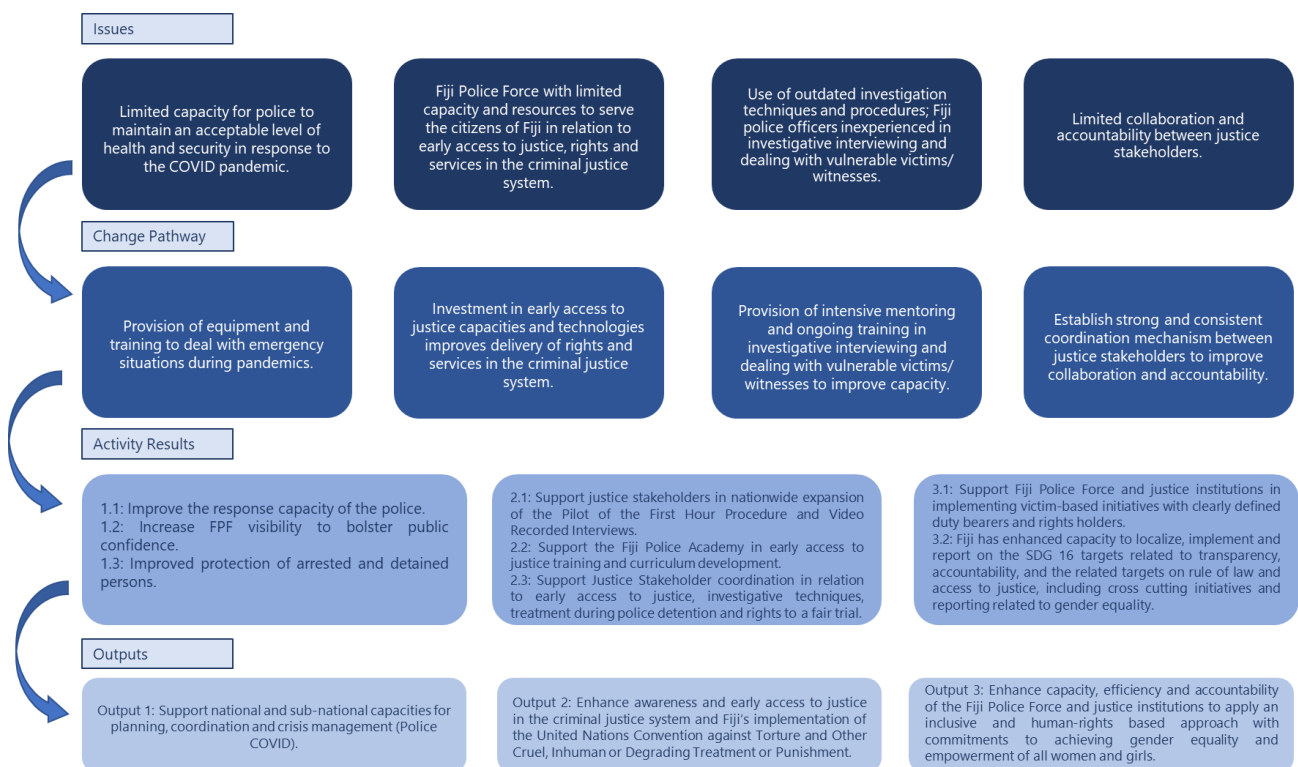 Issues
Limited capacity for police to
maintain an acceptable level of
health and security in response to
the COVID pandemic.
Fiji Police Force with limited
capacity and resources to serve
the citizens of Fiji in relation to
early access to justice, rights and
services in the criminal justice
system.
Use of outdated investigation
techniques and procedures; Fiji
police officers inexperienced in
investigative interviewing and
dealing with vulnerable victims/
witnesses.
Limited collaboration and
accountability between justice
stakeholders.
Change Pathway
Provision of equipment and
training to deal with emergency
situations during pandemics.
Investment in early access to
justice capacities and technologies
improves delivery of rights and
services in the criminal justice
system.
Provision of intensive mentoring
and ongoing training in
investigative interviewing and
dealing with vulnerable victims/
witnesses to improve capacity.
Establish strong and consistent
coordination mechanism between
justice stakeholders to improve
collaboration and accountability.
Activity Results
1.1: Improve the response capacity of the police.
1.2: Increase FPF visibility to bolster public
confidence.
1.3: Improved protection of arrested and detained
persons.
2.1: Support justice stakeholders in nationwide expansion
of the Pilot of the First Hour Procedure and Video
Recorded Interviews.
2.2: Support the Fiji Police Academy in early access to
justice training and curriculum development.
2.3: Support Justice Stakeholder coordination in relation
to early access to justice, investigative techniques,
treatment during police detention and rights to a fair trial.
3.1: Support Fiji Police Force and justice institutions in
implementing victim-based initiatives with clearly defined
duty bearers and rights holders.
3.2: Fiji has enhanced capacity to localize, implement and
report on the SDG 16 targets related to transparency,
accountability, and the related targets on rule of law and
access to justice, including cross cutting initiatives and
reporting related to gender equality.
Outputs
Output 1: Support national and sub-national capacities for
planning, coordination and crisis management (Police
COVID).
Output 2: Enhance awareness and early access to justice
in the criminal justice system and Fiji's implementation of
the United Nations Convention against Torture and Other
Cruel, Inhuman or Degrading Treatment or Punishment.
Output 3: Enhance capacity, efficiency and accountability
of the Fiji Police Force and justice institutions to apply an
inclusive and human-rights based approach with
commitments to achieving gender equality and
empowerment of all women and girls.